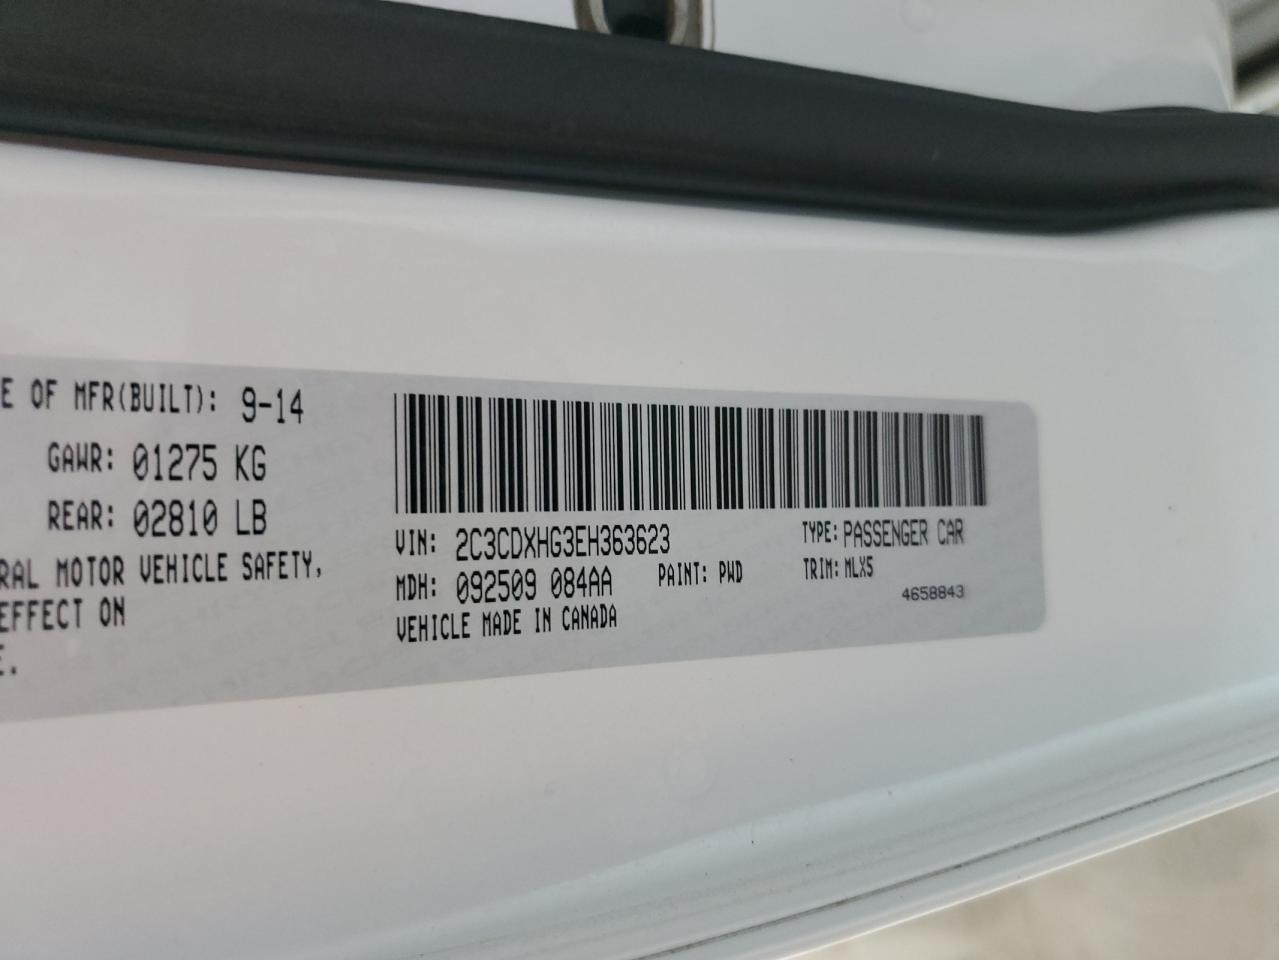 E OF MFR(BUILT): 9-14
GAWR: 01275 KG
REAR: 02810 LB
RAL MOTOR VEHICLE SAFETY,
EFFECT ON
E.
VIN: 2C3CDXHG3EH363623 TYPE: PASSENGER CAR
MDH: 092509 084AA PAINT: PWD TRIM: MLX5
VEHICLE MADE IN CANADA 4658843